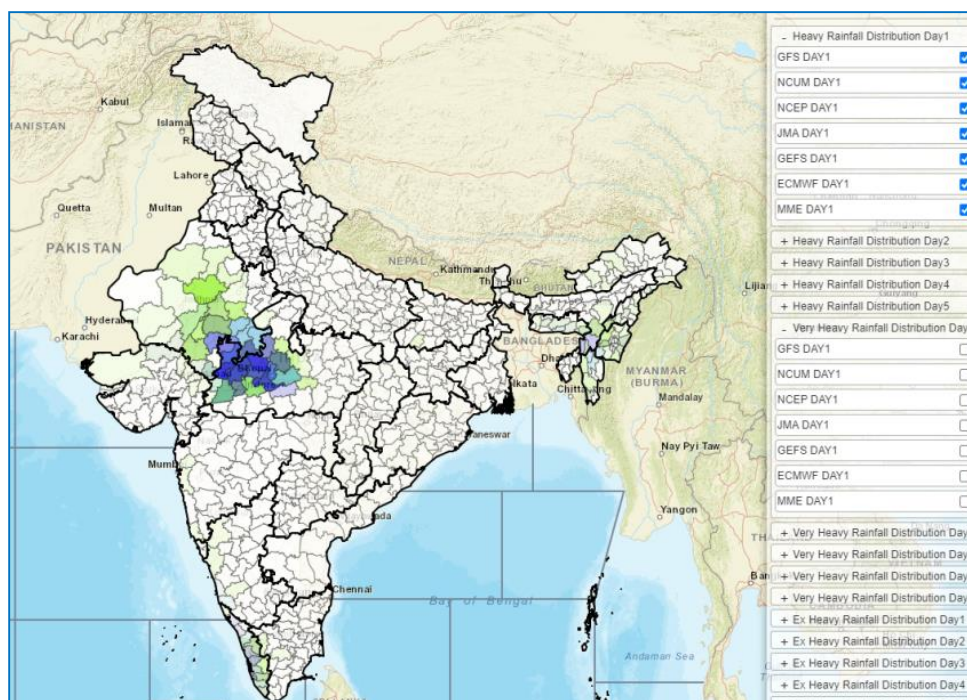 - Heavy Rainfall Distribution Day1
GFS DAY1
NCUM DAY1
NCEP DAY1
JMA DAY1
GEFS DAY1
ECMWF DAY1
MME DAY1
+ Heavy Rainfall Distribution Day2
+ Heavy Rainfall Distribution Day3
+ Heavy Rainfall Distribution Day4
+ Heavy Rainfall Distribution Day5
- Very Heavy Rainfall Distribution Day
GFS DAY1
NCUM DAY1
NCEP DAY1
JMA DAY1
GEFS DAY1
ECMWF DAY1
MME DAY1
+ Very Heavy Rainfall Distribution Day
+ Very Heavy Rainfall Distribution Day
+ Very Heavy Rainfall Distribution Day
+ Very Heavy Rainfall Distribution Day
+ Ex Heavy Rainfall Distribution Day1
+ Ex Heavy Rainfall Distribution Day2
+ Ex Heavy Rainfall Distribution Day3
+ Ex Heavy Rainfall Distribution Day4
Kabul
HANISTAN
Islama
Lahore
Quetta
Multan
PAKISTAN
NEPAL
Kathmandu
BHUTAN
Lijiang
Hyderab
Karachi
BANGLADESH
Dha
olkata
Chittagong
MYANMAR
(BURMA)
Mandalay
aneswar
Nay Pyi Taw
Mumb
Yangon
Chennai
Bay of Bengal
Andaman Sea